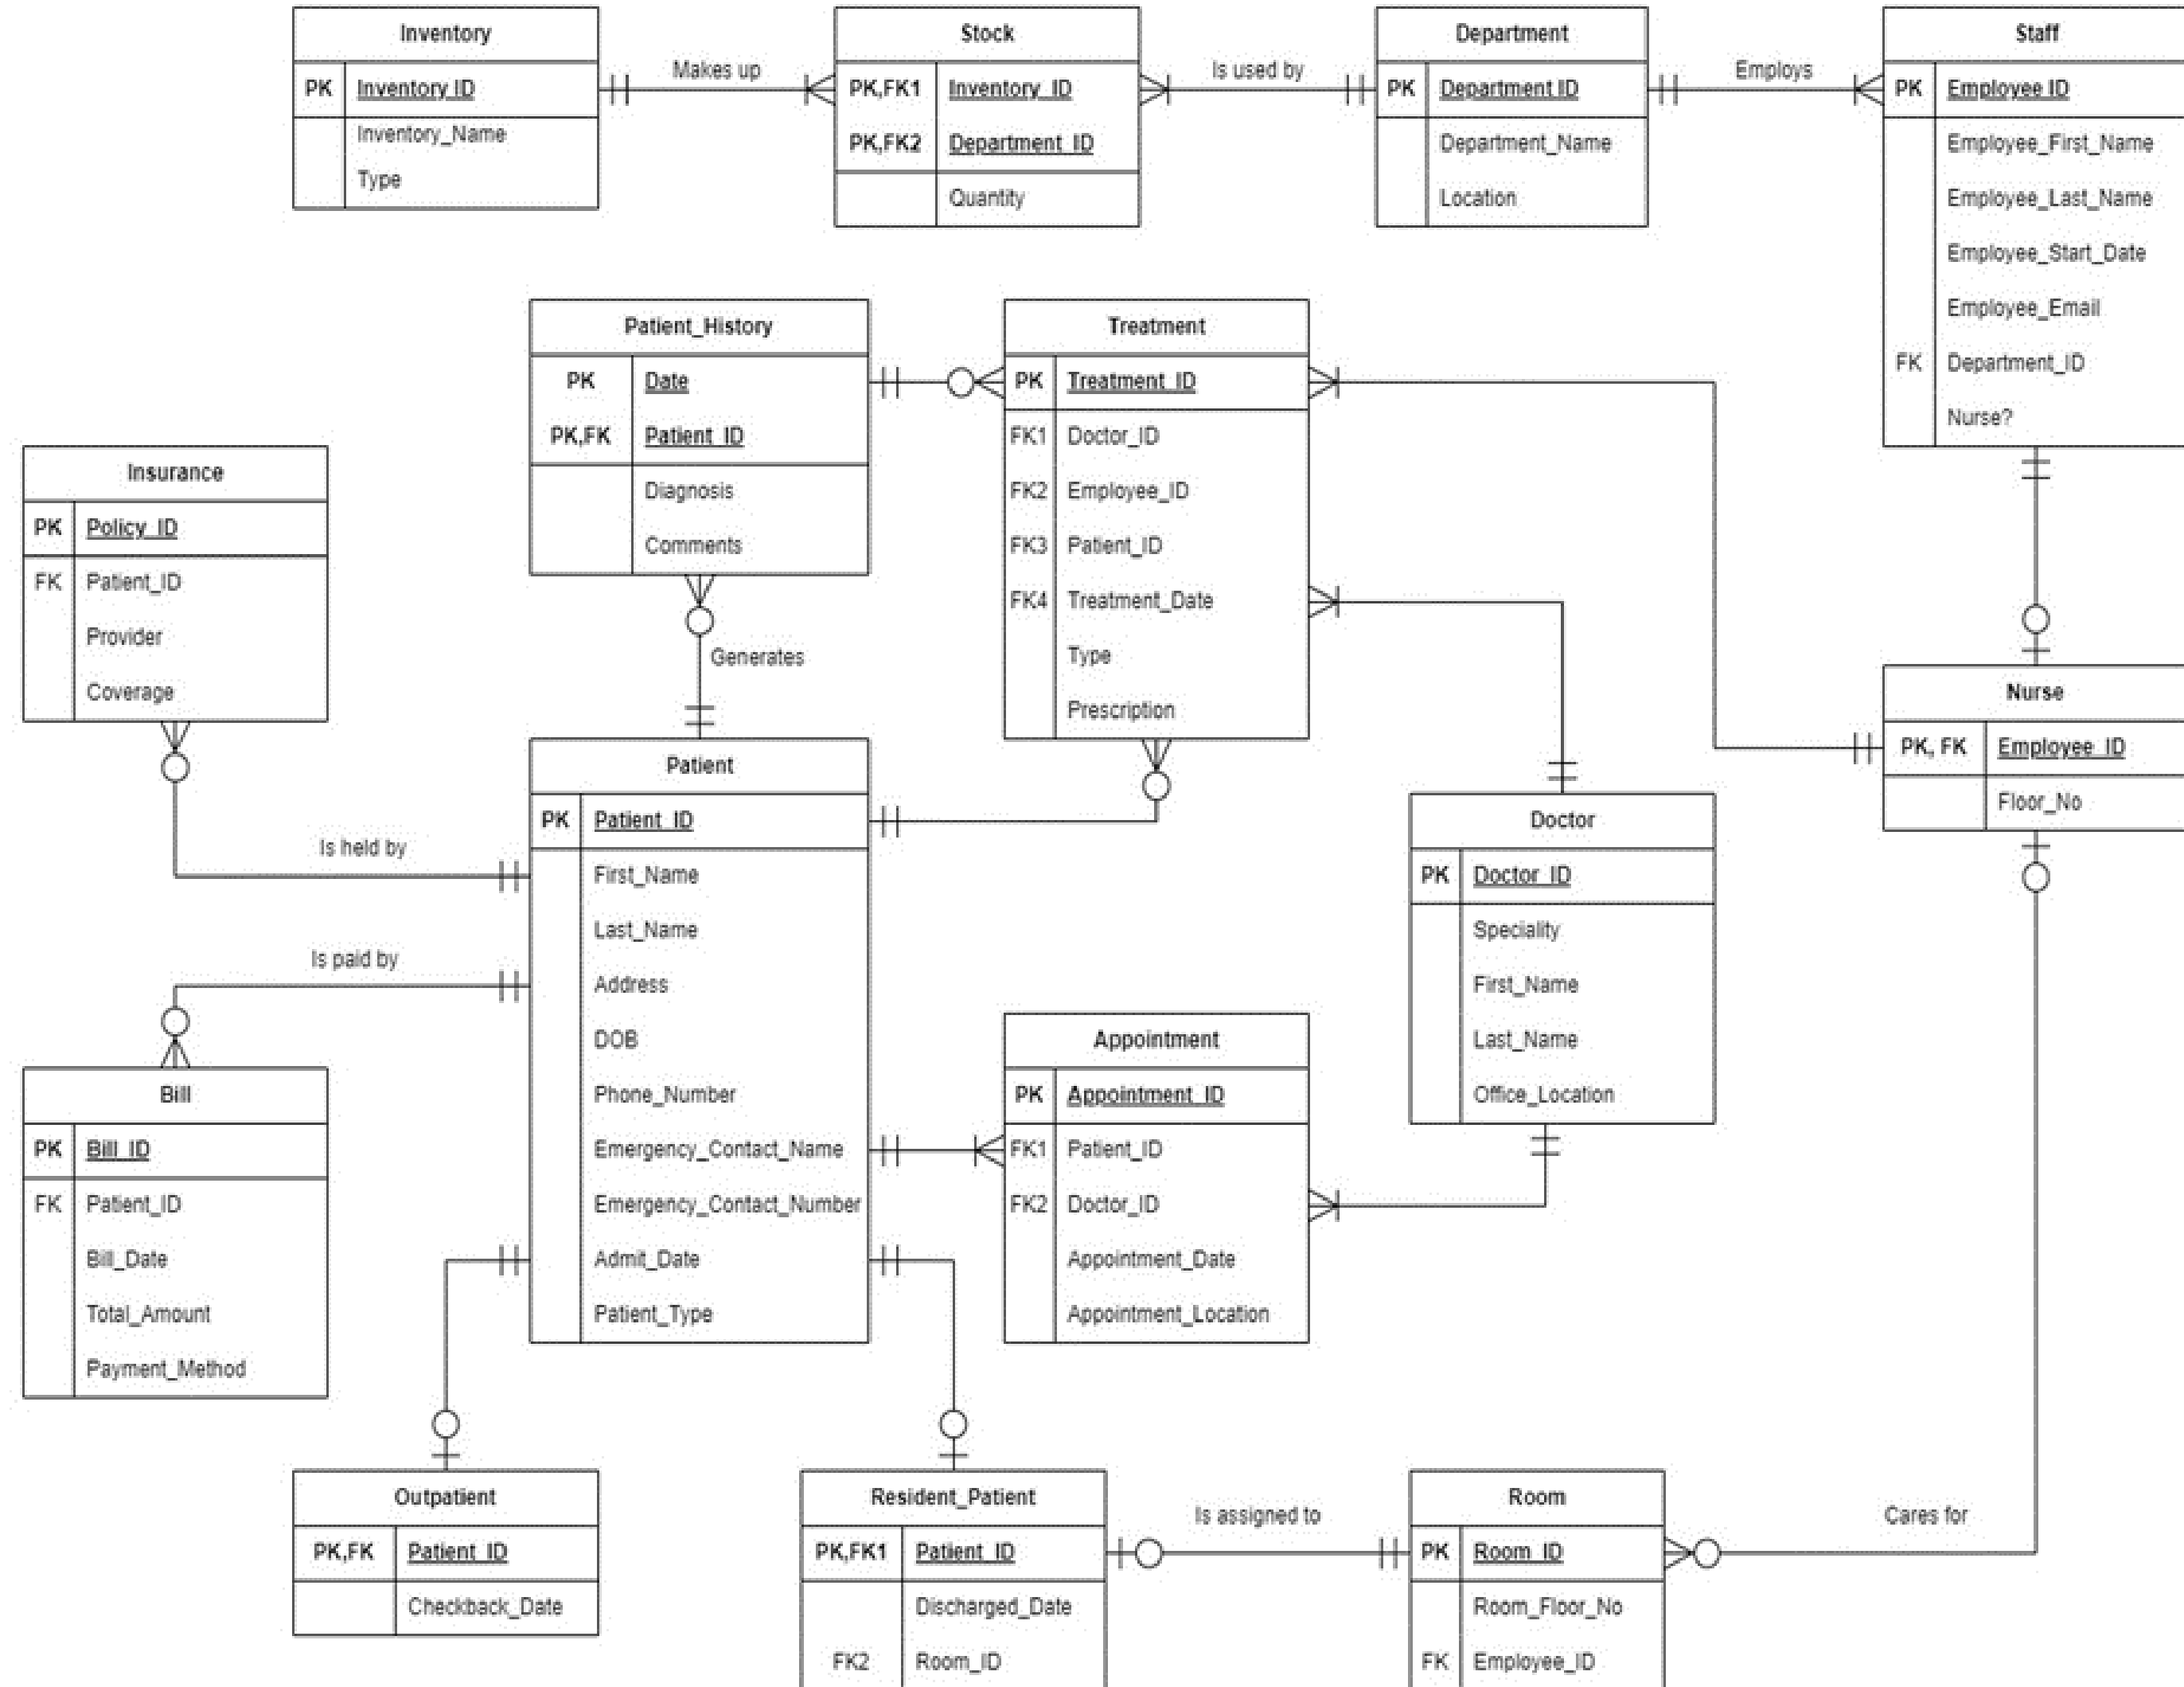 Inventory
PK Inventory ID
Inventory_Name
Type
Makes up
Stock
PK,FK1 Inventory_ID
PK,FK2 Department_ID
Quantity
Is used by
Department
PK Department ID
Department_Name
Location
Employs
Staff
PK Employee ID
Employee_First_Name
Employee_Last_Name
Employee_Start_Date
Employee_Email
FK Department_ID
Nurse?
Patient_History
PK Date
PK,FK Patient_ID
Diagnosis
Comments
Treatment
PK Treatment_ID
FK1 Doctor_ID
FK2 Employee_ID
FK3 Patient_ID
FK4 Treatment_Date
Type
Prescription
Insurance
PK Policy_ID
FK Patient_ID
Provider
Coverage
Generates
Nurse
PK, FK Employee_ID
Floor_No
Patient
PK Patient_ID
First_Name
Last_Name
Address
DOB
Phone_Number
Emergency_Contact_Name
Emergency_Contact_Number
Admit_Date
Patient_Type
Is held by
Is paid by
Doctor
PK Doctor_ID
Speciality
First_Name
Last_Name
Office_Location
Appointment
PK Appointment_ID
FK1 Patient_ID
FK2 Doctor_ID
Appointment_Date
Appointment_Location
Bill
PK Bill_ID
FK Patient_ID
Bill_Date
Total_Amount
Payment_Method
Outpatient
PK,FK Patient_ID
Checkback_Date
Resident_Patient
PK,FK1 Patient_ID
Discharged_Date
FK2 Room_ID
Is assigned to
Room
PK Room_ID
Room_Floor_No
FK Employee_ID
Cares for